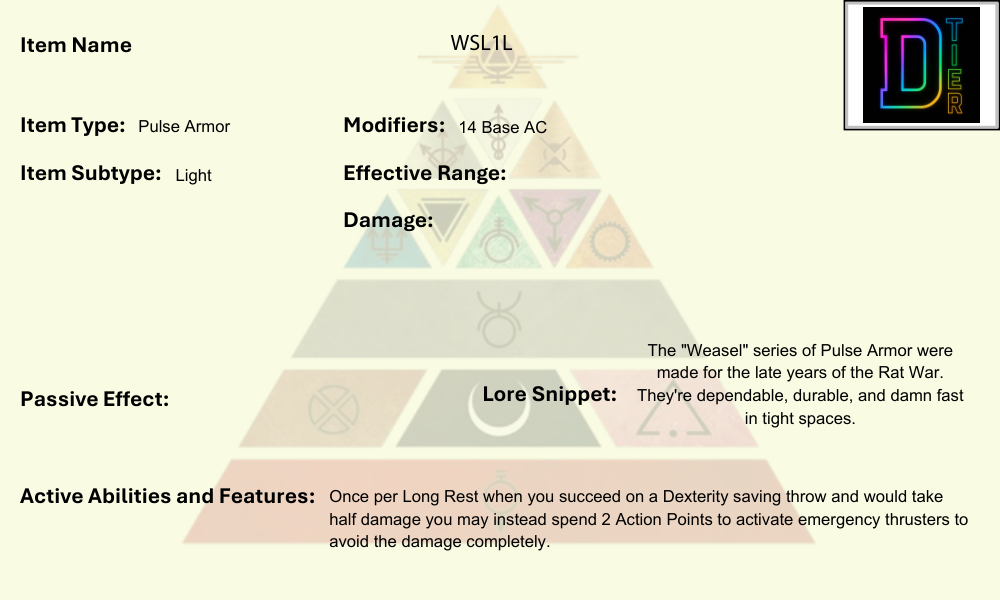 Item Name WSL1L
D TIER
Item Type: Pulse Armor Modifiers: 14 Base AC
Item Subtype: Light Effective Range:
Damage:
The "Weasel" series of Pulse Armor were
made for the late years of the Rat War.
Passive Effect: Lore Snippet: They're dependable, durable, and damn fast
in tight spaces.
Active Abilities and Features: Once per Long Rest when you succeed on a Dexterity saving throw and would take
half damage you may instead spend 2 Action Points to activate emergency thrusters to
avoid the damage completely.